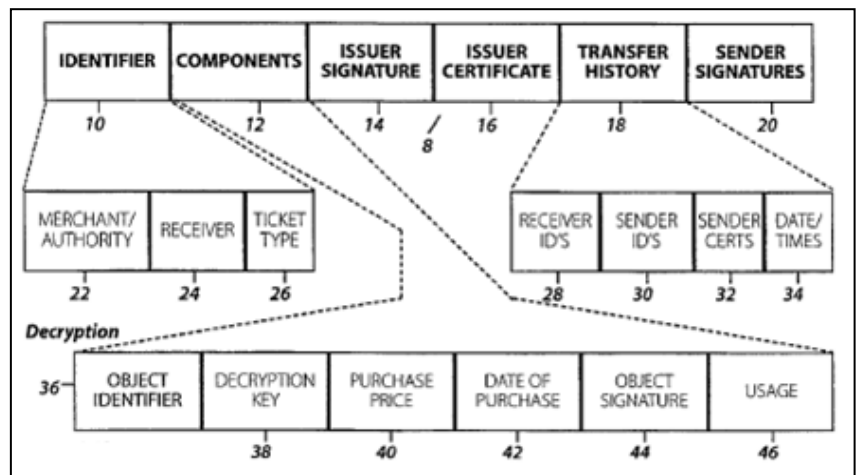 IDENTIFIER
COMPONENTS
ISSUER
SIGNATURE
ISSUER
CERTIFICATE
TRANSFER
HISTORY
SENDER
SIGNATURES
10
12
14
8
16
18
20
MERCHANT/
AUTHORITY
RECEIVER
TICKET
TYPE
RECEIVER
ID'S
SENDER
ID'S
SENDER
CERTS
DATE/
TIMES
22
24
26
28
30
32
34
Decryption
36
OBJECT
IDENTIFIER
DECRYPTION
KEY
PURCHASE
PRICE
DATE OF
PURCHASE
OBJECT
SIGNATURE
USAGE
38
40
42
44
46